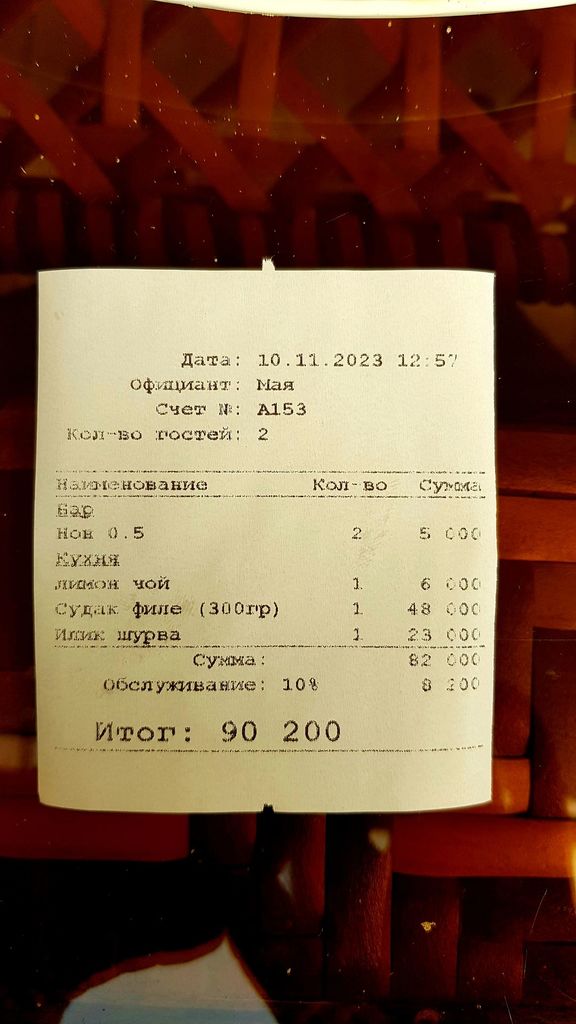 Дата: 10.11.2023 12:57
Официант: Мая
Счет №: А153
Кол-во гостей: 2
Наименование Кол-во Сумма
Бар
Нон 0.5 2 5 000
Кухня
лимон чой 1 6 000
Судак филе (300гр) 1 48 000
Илик шурва 1 23 000
Сумма: 82 000
Обслуживание: 10% 8 200
Итог: 90 200